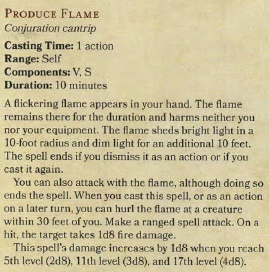 PRODUCE FLAME
Conjuration cantrip
Casting Time: 1 action
Range: Self
Components: V, S
Duration: 10 minutes
A flickering flame appears in your hand. The flame
remains there for the duration and harms neither you
nor your equipment. The flame sheds bright light in a
10-foot radius and dim light for an additional 10 feet.
The spell ends if you dismiss it as an action or if you
cast it again.
You can also attack with the flame, although doing so
ends the spell. When you cast this spell, or as an action
on a later turn, you can hurl the flame at a creature
within 30 feet of you. Make a ranged spell attack. On a
hit, the target takes 1d8 fire damage.
This spell's damage increases by 1d8 when you reach
5th level (2d8), 11th level (3d8), and 17th level (4d8).